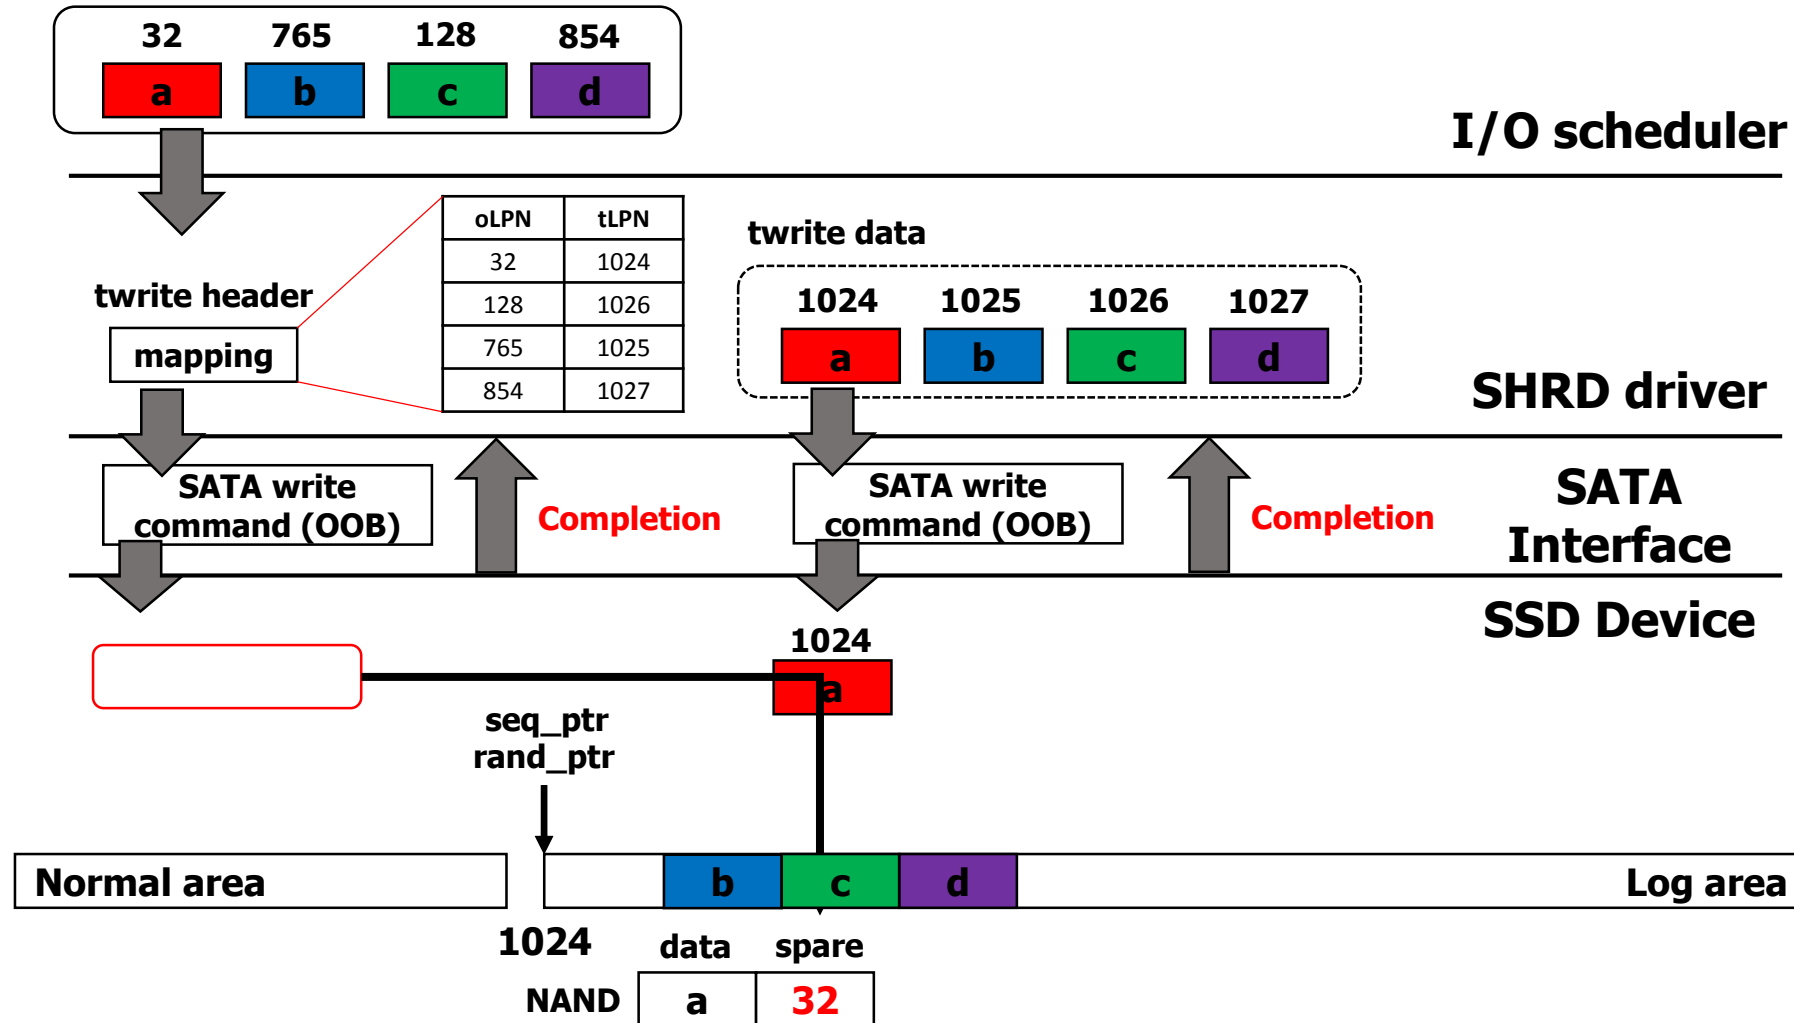 32 765 128 854
a b c d
I/O scheduler
oLPN tLPN
32 1024
128 1026
765 1025
854 1027
twrite header
mapping
twrite data
1024 1025 1026 1027
a b c d
SHRD driver
SATA write
command (OOB)
Completion
SATA write
command (OOB)
Completion
SATA
Interface
SSD Device
1024
a
seq_ptr
rand_ptr
Normal area
b c d
Log area
1024
data spare
NAND a 32